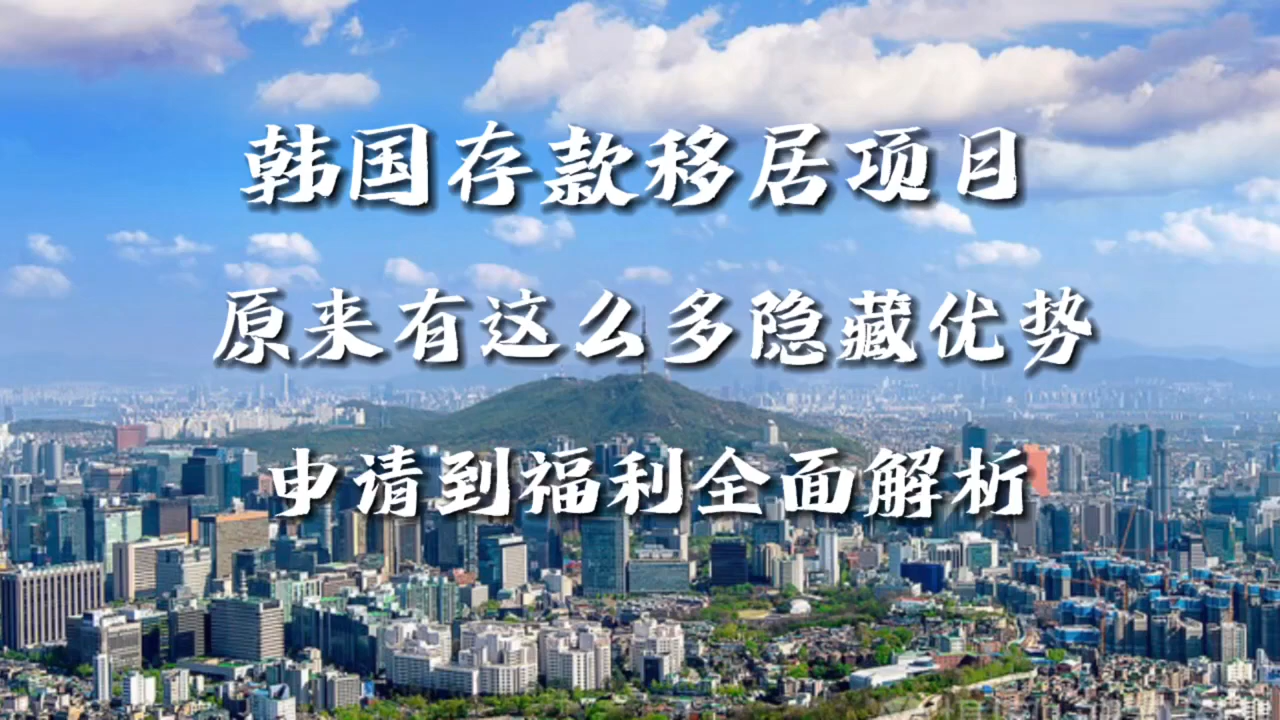 韩国存款移居项目
原来有这么多隐藏优势
申请到福利全面解析